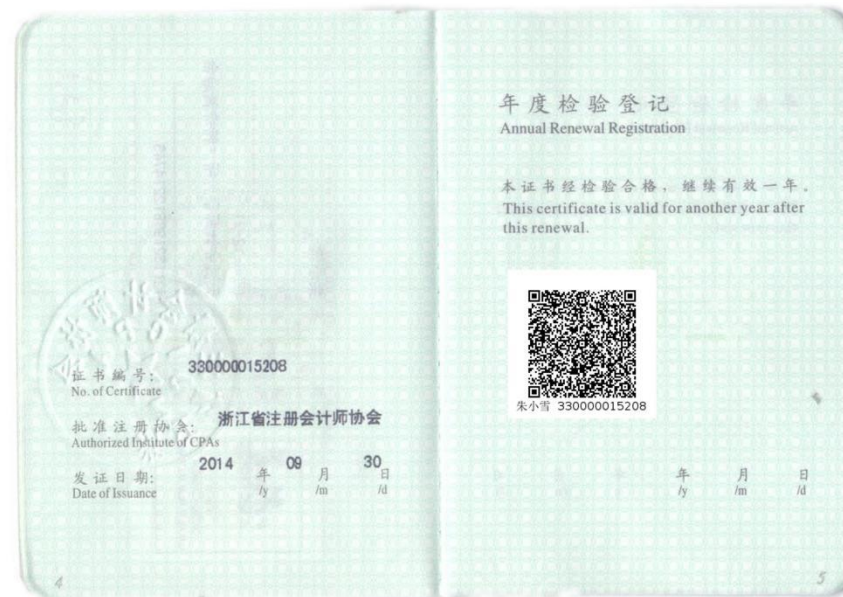 证书编号: 330000015208
No. of Certificate
批准注册协会: 浙江省注册会计师协会
Authorized Institute of CPAs
发证日期: 2014 年 09 月 30 日
Date of Issuance /y /m /d
4
年度检验登记
Annual Renewal Registration
本证书经检验合格，继续有效一年。
This certificate is valid for another year after
this renewal.
朱小雪 330000015208
年 月 日
/y /m /d
5